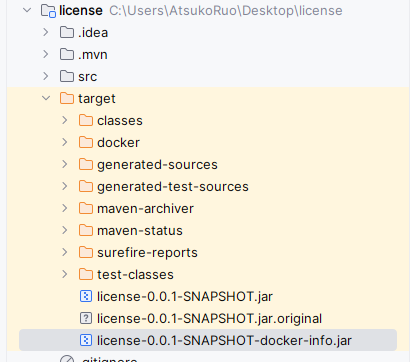 license C:\Users\AtsukoRuo\Desktop\license
.idea
.mvn
src
target
classes
docker
generated-sources
generated-test-sources
maven-archiver
maven-status
surefire-reports
test-classes
license-0.0.1-SNAPSHOT.jar
license-0.0.1-SNAPSHOT.jar.original
license-0.0.1-SNAPSHOT-docker-info.jar
.gitignore